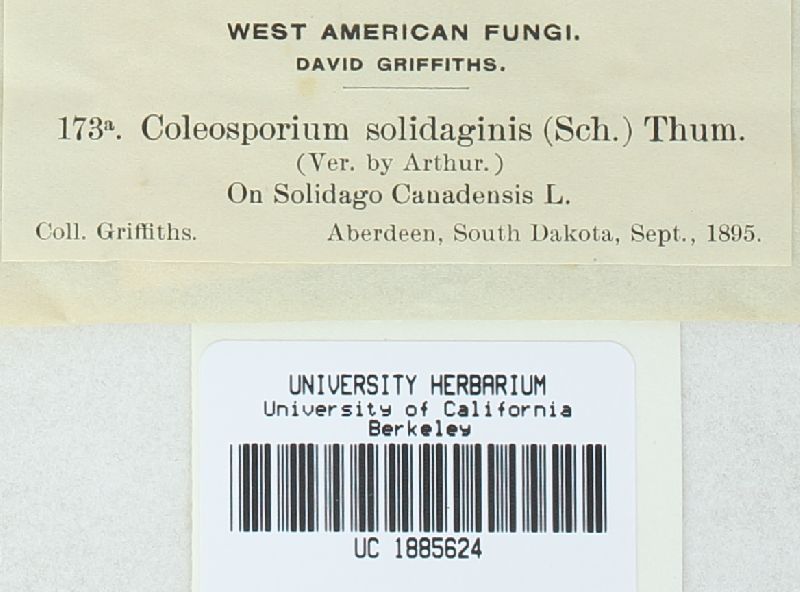 WEST AMERICAN FUNGI.
DAVID GRIFFITHS.
173ª. Coleosporium solidaginis (Sch.) Thum.
(Ver. by Arthur.)
On Solidago Canadensis L.
Coll. Griffiths. Aberdeen, South Dakota, Sept., 1895.
UNIVERSITY HERBARIUM
University of California
Berkeley
UC 1885624